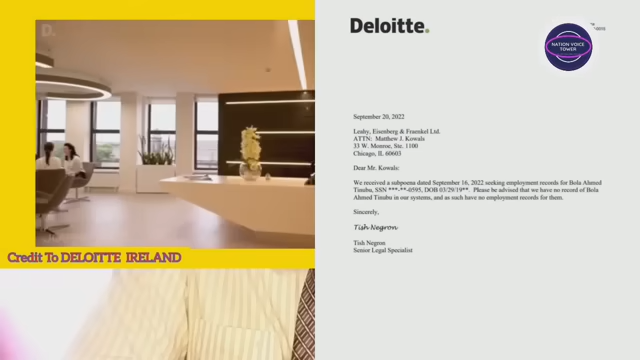 D.
Credit To DELOITTE IRELAND
Deloitte.
NATION VOICE
TOWER
September 20, 2022
Leahy, Eisenberg & Fraenkel Ltd.
ATTN: Matthew J. Kowals
33 W. Monroe, Ste. 1100
Chicago, IL 60603
Dear Mr. Kowals:
We received a subpoena dated September 16, 2022 seeking employment records for Bola Ahmed
Tinubu, SSN ***-**-0595, DOB 03/29/19**. Please be advised that we have no record of Bola
Ahmed Tinubu in our systems, and as such have no employment records for them.
Sincerely,
Tish Negron
Tish Negron
Senior Legal Specialist